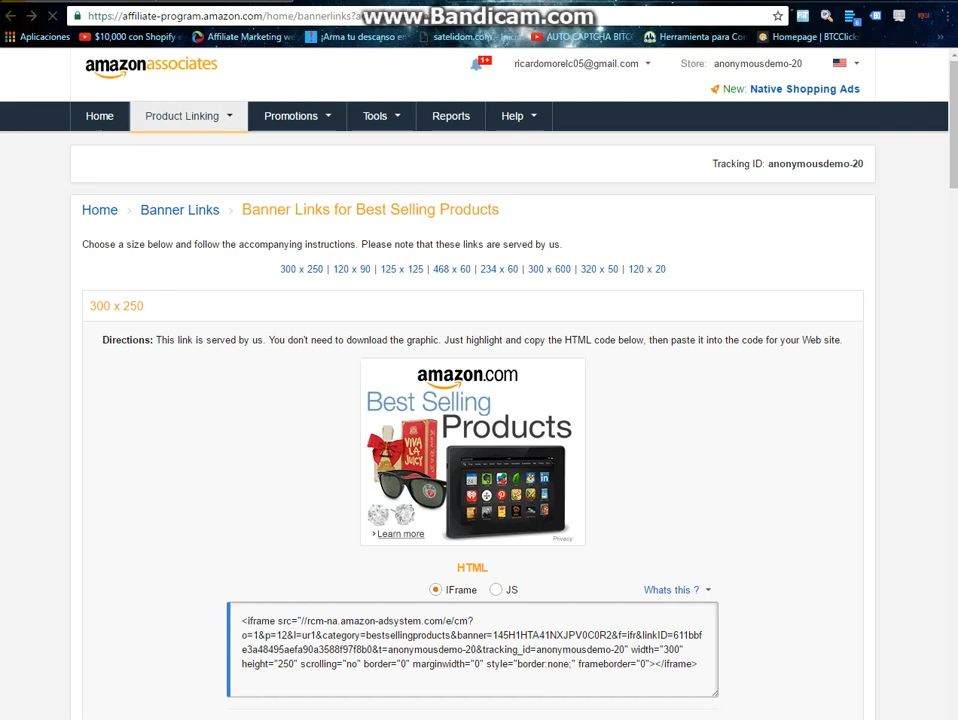 https://affiliate-program.amazon.com/home/bannerlinks?a
www.Bandicam.com
Aplicaciones
$10,000 con Shopify
Affiliate Marketing
¡Arma tu descanso en
satelidom.com
AUTO CAPTCHA BITC
Herramienta para Co
Homepage | BTCClick
»
amazonassociates
1+
ricardomorelc05@gmail.com
Store: anonymousdemo-20
New: Native Shopping Ads
Home
Product Linking
Promotions
Tools
Reports
Help
Tracking ID: anonymousdemo-20
Home › Banner Links › Banner Links for Best Selling Products
Choose a size below and follow the accompanying instructions. Please note that these links are served by us.
300 x 250 | 120 x 90 | 125 x 125 | 468 x 60 | 234 x 60 | 300 x 600 | 320 x 50 | 120 x 20
300 x 250
Directions: This link is served by us. You don't need to download the graphic. Just highlight and copy the HTML code below, then paste it into the code for your Web site.
amazon.com
Best Selling
Products
VIVA
LA
JUICY
› Learn more
Privacy
HTML
IFrame
JS
Whats this ?
<iframe src="//rcm-na.amazon-adsystem.com/e/cm?
o=1&p=12&l=ur1&category=bestsellingproducts&banner=145H1HTA41NXJPV0C0R2&f=ifr&linkID=611bbf
e3a48495aefa90a3588f97f8b0&t=anonymousdemo-20&tracking_id=anonymousdemo-20" width="300"
height="250" scrolling="no" border="0" marginwidth="0" style="border:none;" frameborder="0"></iframe>